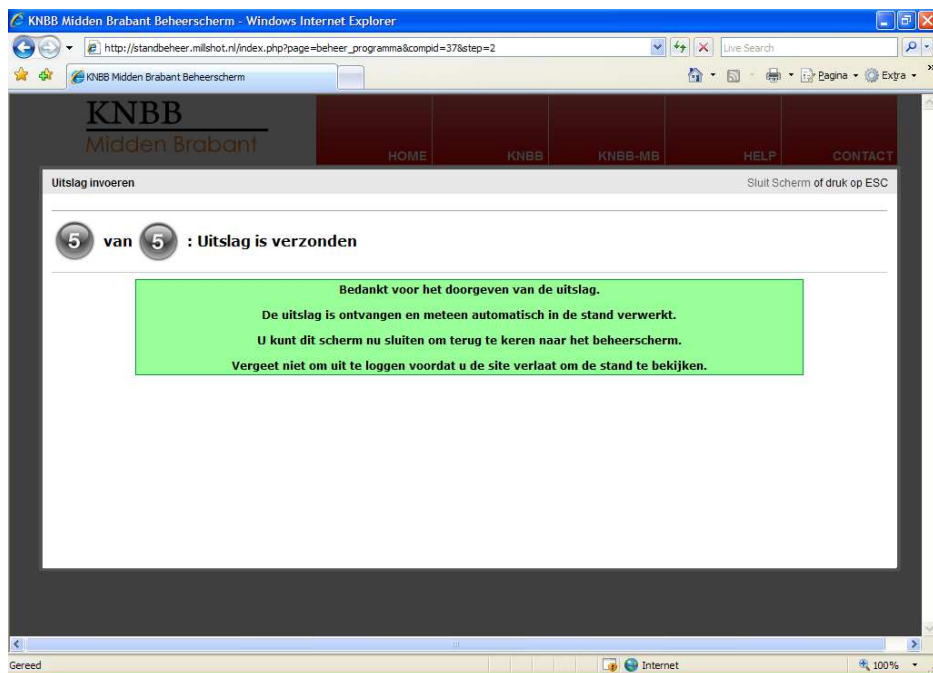 KNBB Midden Brabant Beheerscherm - Windows Internet Explorer
http://standbeheer.millshot.nl/index.php?page=beheer_programma&compid=37&step=2
Live Search
KNBB Midden Brabant Beheerscherm
Pagina
Extra
KNBB
Midden Brabant
HOME KNBB KNBB-MB HELP CONTACT
Uitslag invoeren
Sluit Scherm of druk op ESC
5 van 5 : Uitslag is verzonden
Bedankt voor het doorgeven van de uitslag.
De uitslag is ontvangen en meteen automatisch in de stand verwerkt.
U kunt dit scherm nu sluiten om terug te keren naar het beheerscherm.
Vergeet niet om uit te loggen voordat u de site verlaat om de stand te bekijken.
Gereed
Internet
100%